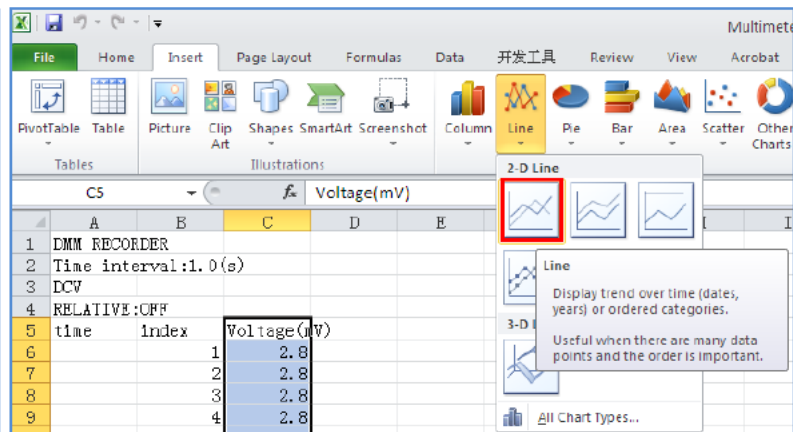 Multimete
File Home Insert Page Layout Formulas Data 开发工具 Review View Acrobat
PivotTable Table Picture Clip Art Shapes SmartArt Screenshot Column Line Pie Bar Area Scatter Other Charts
Tables Illustrations
2-D Line
C5 fx Voltage(mV)
A B C D E I
1 DMM RECORDER
2 Time interval:1.0(s)
3 DCV
4 RELATIVE:OFF
5 time index Voltage(mV)
6 1 2.8
7 2 2.8
8 3 2.8
9 4 2.8
Line
Display trend over time (dates,
years) or ordered categories.
Useful when there are many data
points and the order is important.
All Chart Types...